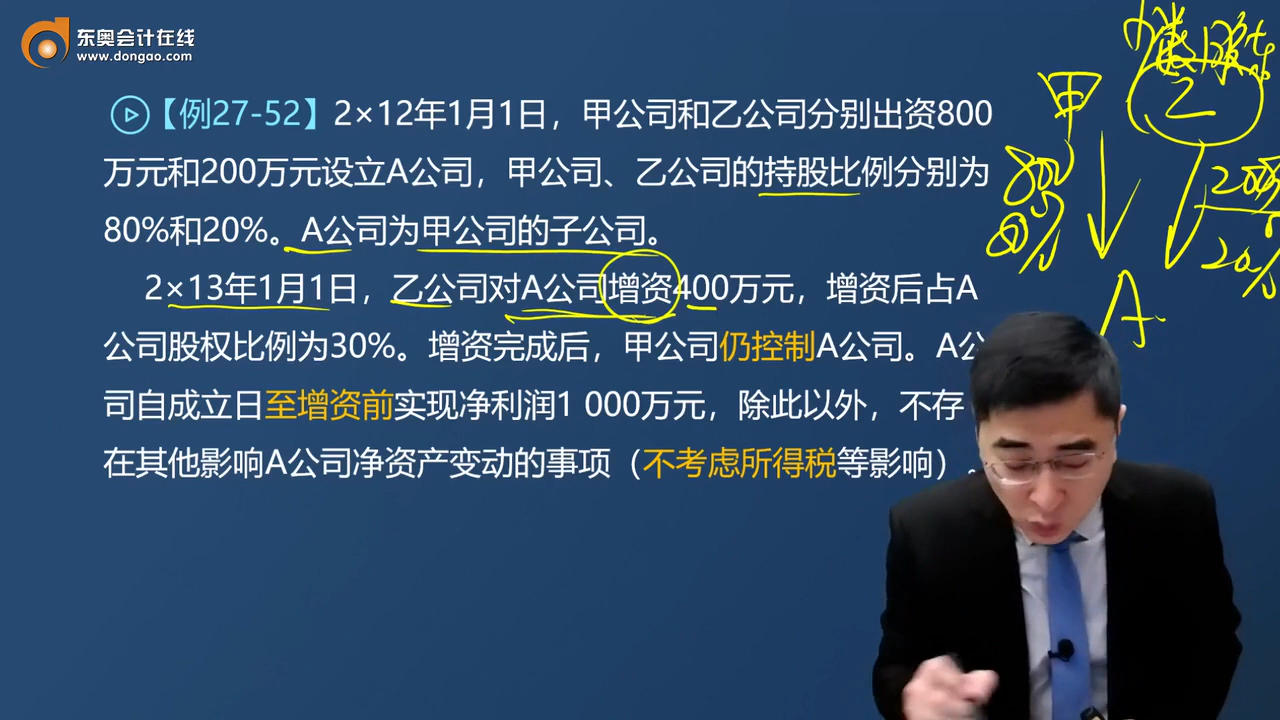 东奥会计在线
www.dongao.com
【例27-52】2×12年1月1日，甲公司和乙公司分别出资800
万元和200万元设立A公司，甲公司、乙公司的持股比例分别为
80%和20%。A公司为甲公司的子公司。
2×13年1月1日，乙公司对A公司增资400万元，增资后占A
公司股权比例为30%。增资完成后，甲公司仍控制A公司。A公
司自成立日至增资前实现净利润1 000万元，除此以外，不存
在其他影响A公司净资产变动的事项（不考虑所得税等影响）。
甲
乙
800
80%
200万
20%
A